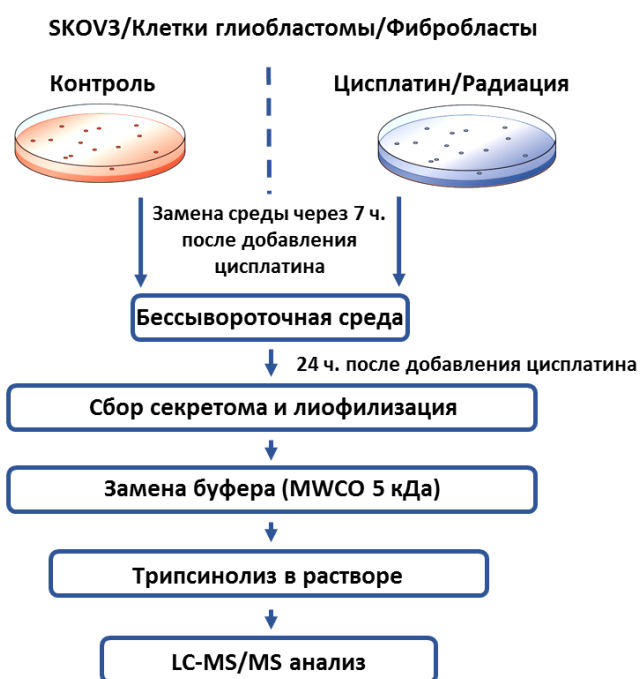 SKOV3/Клетки глиобластомы/Фибробласты
Контроль
Цисплатин/Радиация
Замена среды через 7 ч.
после добавления
цисплатина
Бессывороточная среда
24 ч. после добавления цисплатина
Сбор секретома и лиофилизация
Замена буфера (MWCO 5 кДа)
Трипсинолиз в растворе
LC-MS/MS анализ